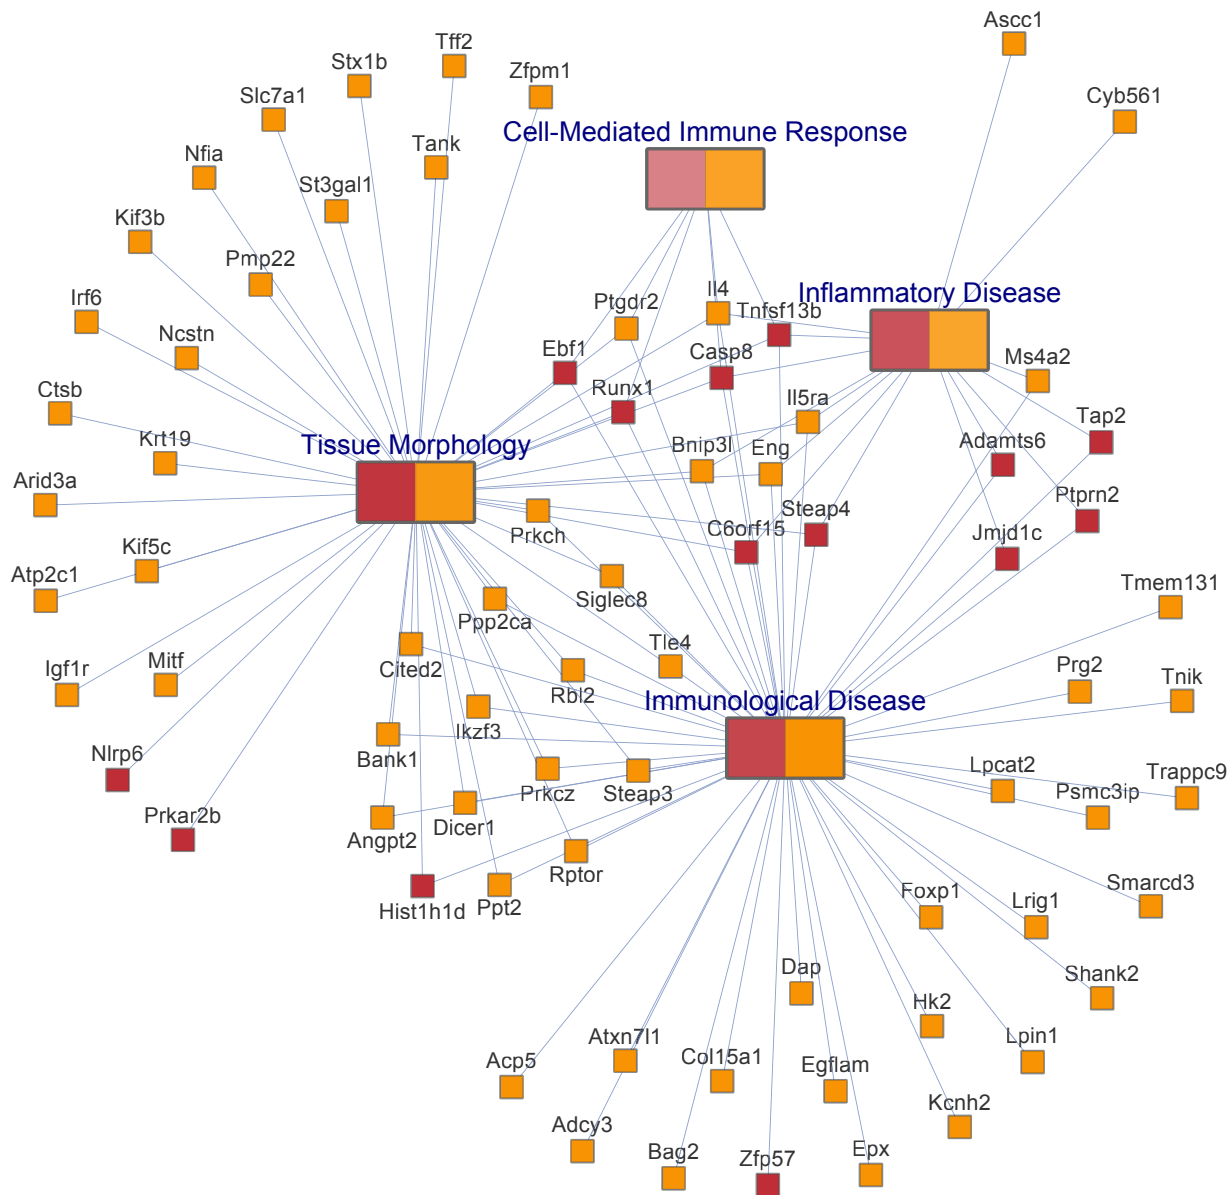 Ascc1
Tff2
Stx1b
Zfpm1
Cyb561
Slc7a1
Cell-Mediated Immune Response
Tank
Nfia
St3gal1
Kif3b
Pmp22
Il4
Inflammatory Disease
Irf6
Ptgdr2
Tnfsf13b
Ncstn
Ebf1
Casp8
Ms4a2
Ctsb
Runx1
Il5ra
Tap2
Krt19
Tissue Morphology
Bnip3l
Eng
Adamts6
Arid3a
Ptprn2
Prkch
C6orf15
Steap4
Jmjd1c
Atp2c1
Kif5c
Siglec8
Tmem131
Ppp2ca
Tle4
Igf1r
Mitf
Cited2
Rbl2
Prg2
Tnik
Immunological Disease
Ikzf3
Nlrp6
Bank1
Lpcat2
Trappc9
Prkcz
Steap3
Psmc3ip
Prkar2b
Angpt2
Dicer1
Rptor
Foxp1
Lrig1
Smarcd3
Hist1h1d
Ppt2
Dap
Shank2
Hk2
Acp5
Atxn7l1
Col15a1
Egflam
Lpin1
Adcy3
Kcnh2
Bag2
Zfp57
Epx